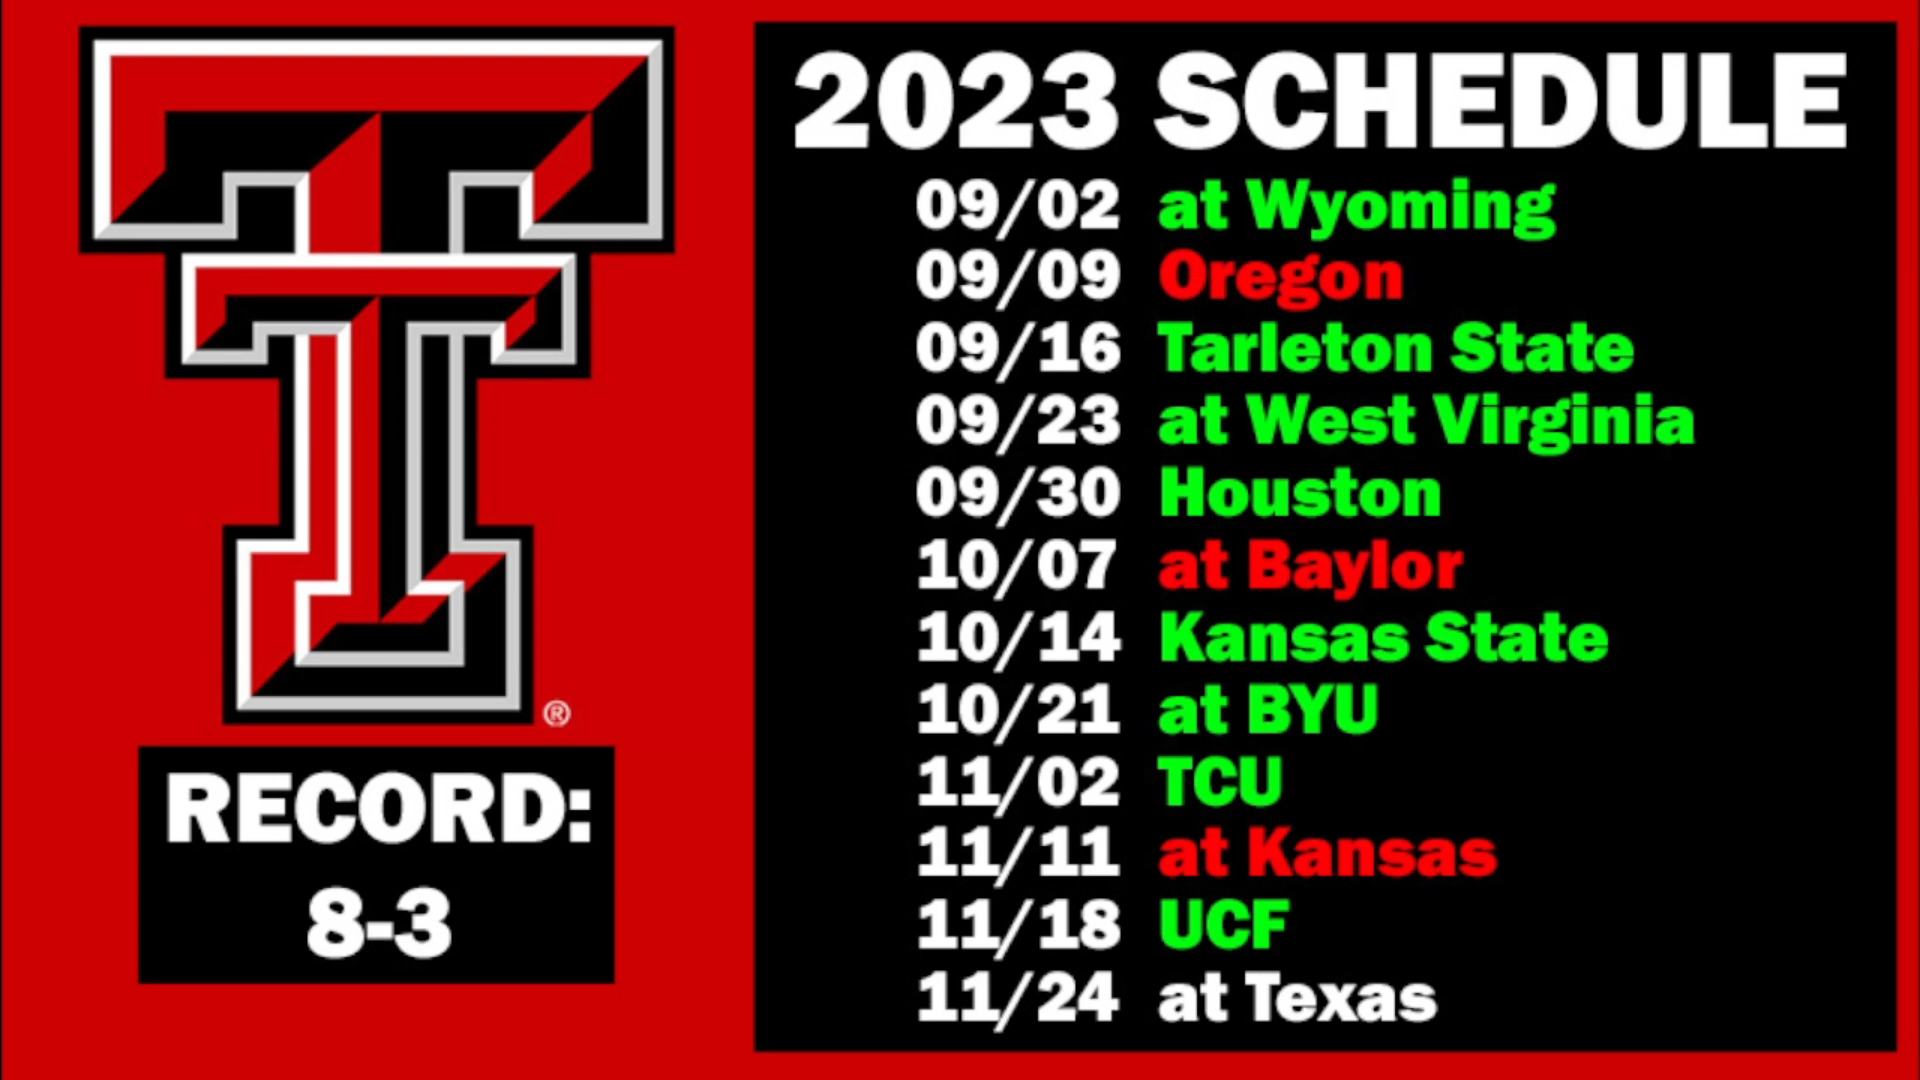 2023 SCHEDULE
09/02 at Wyoming
09/09 Oregon
09/16 Tarleton State
09/23 at West Virginia
09/30 Houston
10/07 at Baylor
10/14 Kansas State
10/21 at BYU
11/02 TCU
11/11 at Kansas
11/18 UCF
11/24 at Texas
®
RECORD:
8-3